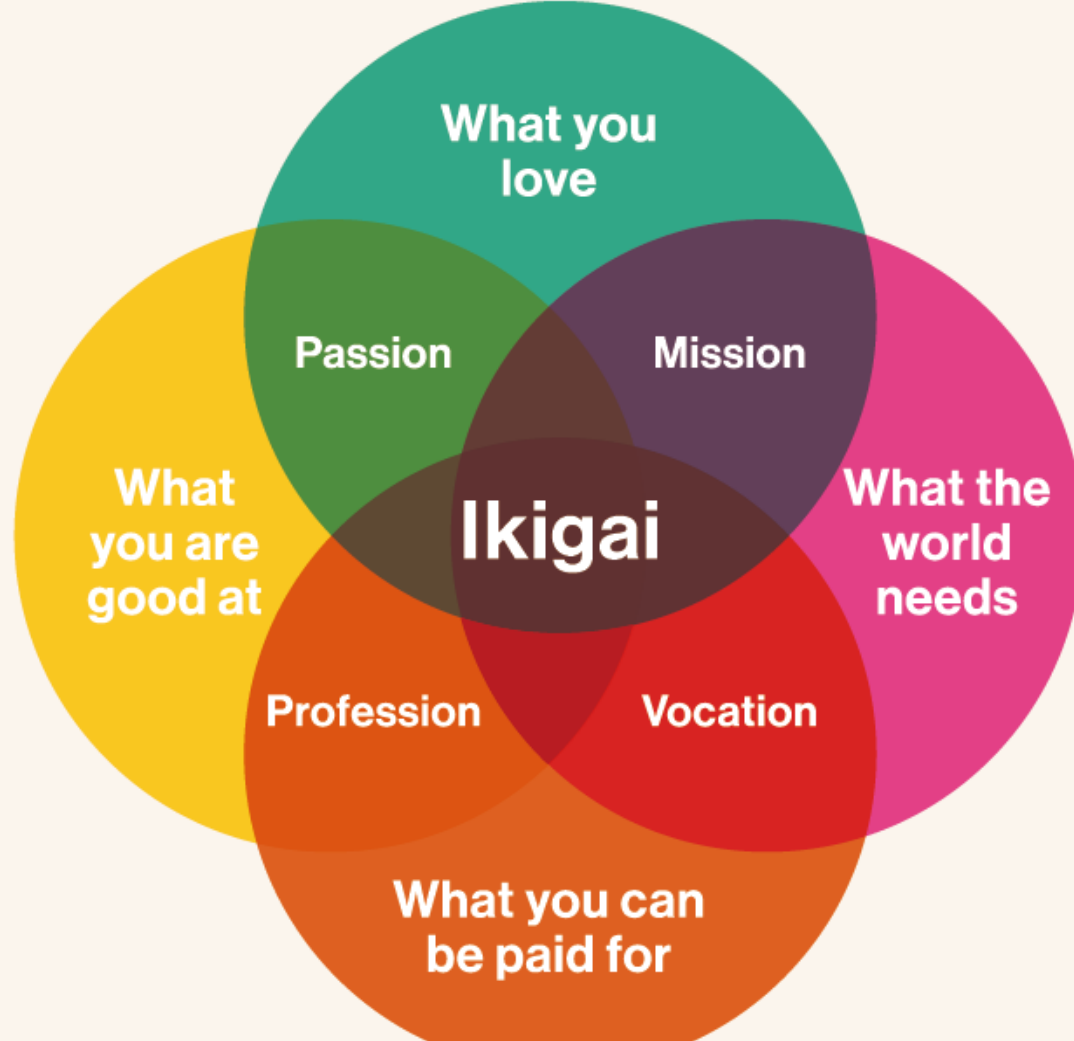 What you
love
Passion
Mission
What
you are
good at
Ikigai
What the
world
needs
Profession
Vocation
What you can
be paid for